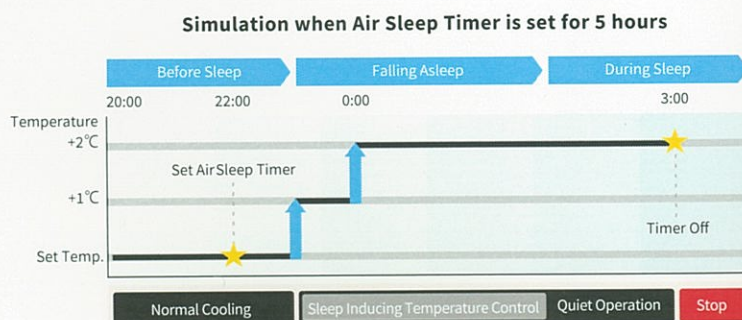 Simulation when Air Sleep Timer is set for 5 hours
Before Sleep Falling Asleep During Sleep
20:00 22:00 0:00 3:00
Temperature
+2℃
Set AirSleep Timer
+1℃
Timer Off
Set Temp.
Normal Cooling Sleep Inducing Temperature Control Quiet Operation Stop